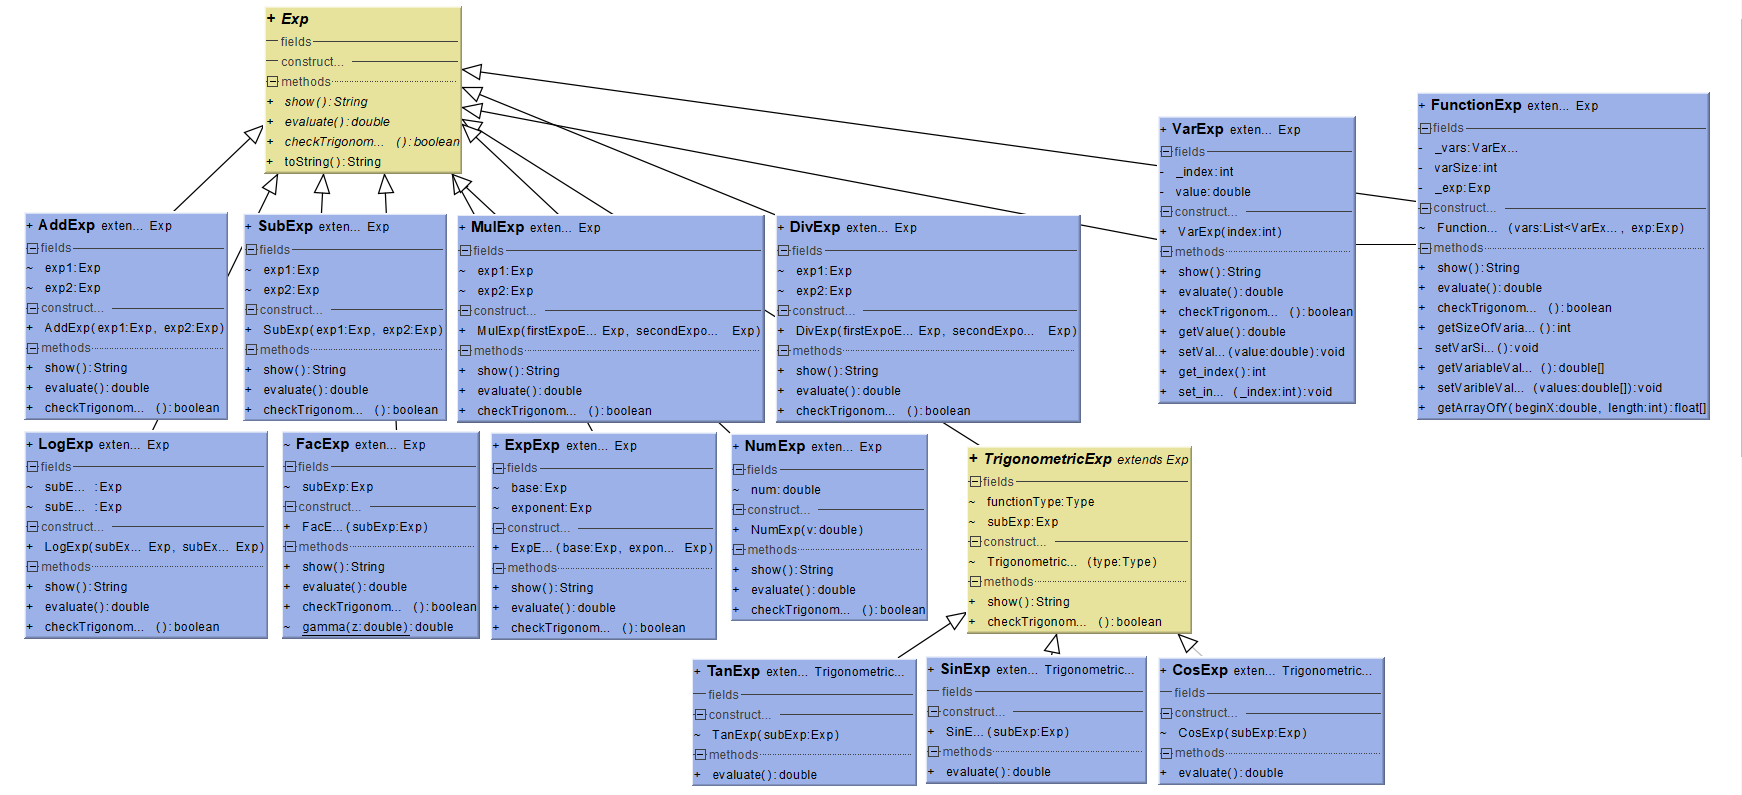 + Exp
fields
construct...
methods
+ show():String
+ evaluate():double
+ checkTrigonom... ():boolean
+ toString():String
+ AddExp exten... Exp
fields
~ exp1:Exp
~ exp2:Exp
construct...
+ AddExp(exp1:Exp, exp2:Exp)
methods
+ show():String
+ evaluate():double
+ checkTrigonom... ():boolean
+ SubExp exten... Exp
fields
~ exp1:Exp
~ exp2:Exp
construct...
+ SubExp(exp1:Exp, exp2:Exp)
methods
+ show():String
+ evaluate():double
+ checkTrigonom... ():boolean
+ MulExp exten... Exp
fields
~ exp1:Exp
~ exp2:Exp
construct...
+ MulExp(firstExpoE... Exp, secondExpo... Exp)
methods
+ show():String
+ evaluate():double
+ checkTrigonom... ():boolean
+ DivExp exten... Exp
fields
~ exp1:Exp
~ exp2:Exp
construct...
+ DivExp(firstExpoE... Exp, secondExpo... Exp)
methods
+ show():String
+ evaluate():double
+ checkTrigonom... ():boolean
+ VarExp exten... Exp
fields
- _index:int
- value:double
construct...
+ VarExp(index:int)
methods
+ show():String
+ evaluate():double
+ checkTrigonom... ():boolean
+ getValue():double
+ setVal... (value:double):void
+ get_index():int
+ set_in... (_index:int):void
+ FunctionExp exten... Exp
fields
- _vars:VarEx...
- varSize:int
- _exp:Exp
construct...
~ Function... (vars:List<VarEx... , exp:Exp)
methods
+ show():String
+ evaluate():double
+ checkTrigonom... ():boolean
+ getSizeOfVaria... ():int
- setVarSi... ():void
+ getVariableVal... ():double[]
+ setVaribleVal... (values:double[]):void
+ getArrayOfY(beginX:double, length:int):float[]
+ LogExp exten... Exp
fields
~ subE... :Exp
~ subE... :Exp
construct...
+ LogExp(subEx... Exp, subEx... Exp)
methods
+ show():String
+ evaluate():double
+ checkTrigonom... ():boolean
~ FacExp exten... Exp
fields
~ subExp:Exp
construct...
+ FacE... (subExp:Exp)
methods
+ show():String
+ evaluate():double
+ checkTrigonom... ():boolean
~ gamma(z:double):double
+ ExpExp exten... Exp
fields
~ base:Exp
~ exponent:Exp
construct...
+ ExpE... (base:Exp, expon... Exp)
methods
+ show():String
+ evaluate():double
+ checkTrigonom... ():boolean
+ NumExp exten... Exp
fields
~ num:double
construct...
+ NumExp(v:double)
methods
+ show():String
+ evaluate():double
+ checkTrigonom... ():boolean
+ TrigonometricExp extends Exp
fields
~ functionType:Type
~ subExp:Exp
construct...
~ Trigonometric... (type:Type)
methods
+ show():String
+ checkTrigonom... ():boolean
+ TanExp exten... Trigonometric...
fields
construct...
~ TanExp(subExp:Exp)
methods
+ evaluate():double
+ SinExp exten... Trigonometric...
fields
construct...
+ SinE... (subExp:Exp)
methods
+ evaluate():double
+ CosExp exten... Trigonometric...
fields
construct...
~ CosExp(subExp:Exp)
methods
+ evaluate():double